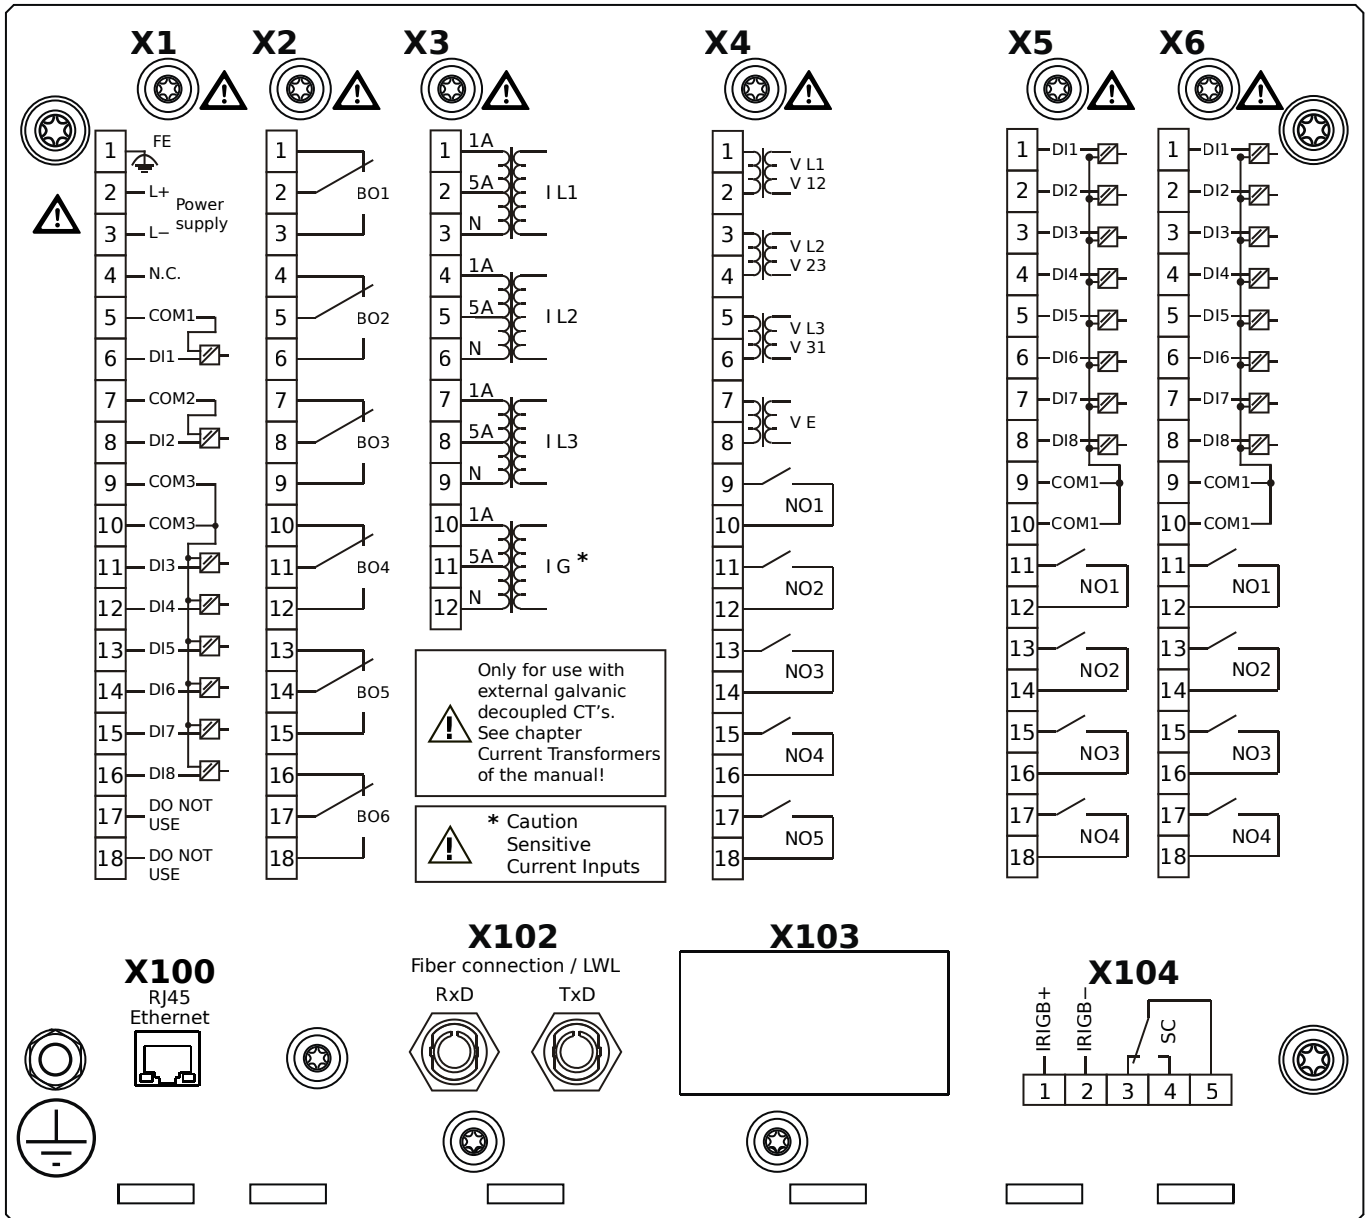 X1
X2
X3
X4
X5
X6
1 FE
2 L+
Power
supply
3 L−
4 N.C.
5 COM1
6 DI1
7 COM2
8 DI2
9 COM3
10 COM3
11 DI3
12 DI4
13 DI5
14 DI6
15 DI7
16 DI8
17 DO NOT
USE
18 DO NOT
USE
1
2 BO1
3
4
5 BO2
6
7
8 BO3
9
10
11 BO4
12
13
14 BO5
15
16
17 BO6
18
1 1A
2 5A I L1
3 N
4 1A
5 5A I L2
6 N
7 1A
8 5A I L3
9 N
10 1A
11 5A I G *
12 N
Only for use with
external galvanic
decoupled CT's.
See chapter
Current Transformers
of the manual!
* Caution
Sensitive
Current Inputs
1 V L1
2 V 12
3 V L2
4 V 23
5 V L3
6 V 31
7 V E
8
9
NO1
10
11
NO2
12
13
NO3
14
15
NO4
16
17
NO5
18
1 DI1
2 DI2
3 DI3
4 DI4
5 DI5
6 DI6
7 DI7
8 DI8
9 COM1
10 COM1
11
NO1
12
13
NO2
14
15
NO3
16
17
NO4
18
1 DI1
2 DI2
3 DI3
4 DI4
5 DI5
6 DI6
7 DI7
8 DI8
9 COM1
10 COM1
11
NO1
12
13
NO2
14
15
NO3
16
17
NO4
18
X100
RJ45
Ethernet
X102
Fiber connection / LWL
RxD TxD
X103
X104
IRIGB+
IRIGB−
SC
1 2 3 4 5